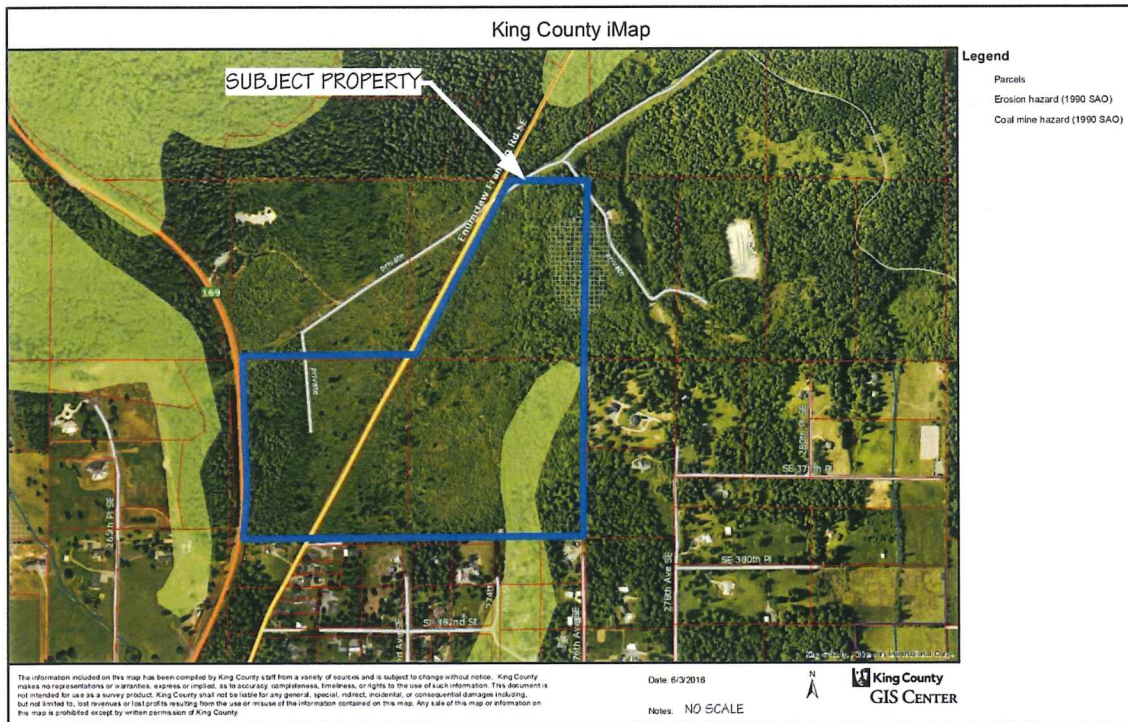 King County iMap
SUBJECT PROPERTY
Legend
Parcels
Erosion hazard (1990 SAO)
Coal mine hazard (1990 SAO)
private
169
private
private
SE 376th Pl
SE 380th Pl
278th Ave SE
SE 382nd St
The information included on this map has been compiled by King County staff from a variety of sources and is subject to change without notice. King County
makes no representations or warranties, express or implied, as to accuracy, completeness, timeliness, or rights to the use of such information. This document is
not intended for use as a survey product. King County shall not be liable for any general, special, indirect, incidental, or consequential damages including,
but not limited to, lost revenues or lost profits resulting from the use or misuse of the information contained on this map. Any sale of this map or information on
this map is prohibited except by written permission of King County.
Date: 6/3/2016
Notes: NO SCALE
N
King County
GIS CENTER